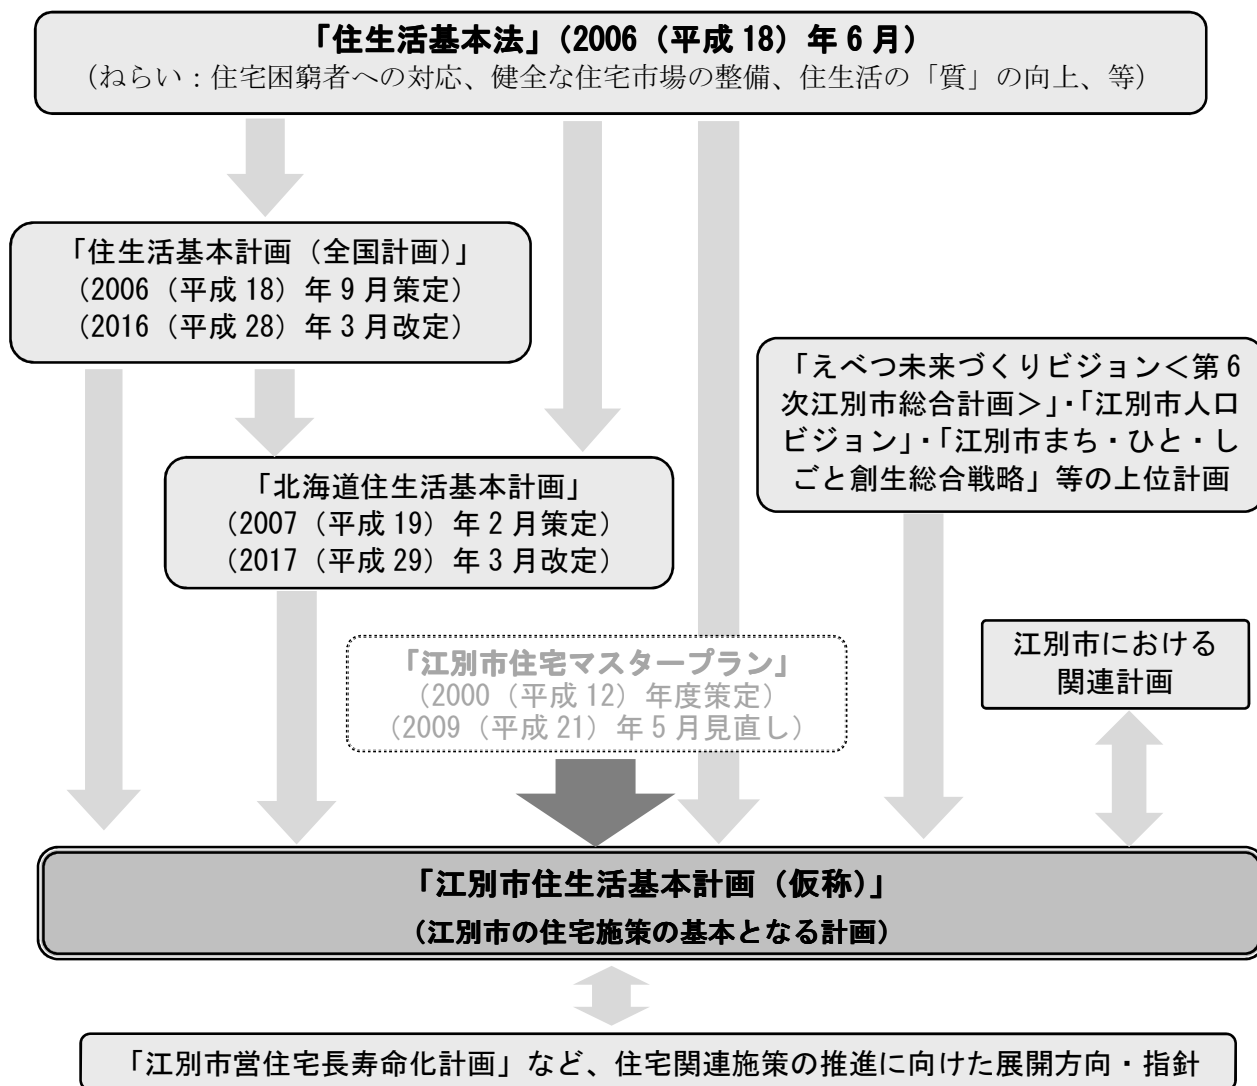 「住生活基本法」（2006（平成 18）年 6 月）
（ねらい：住宅困窮者への対応、健全な住宅市場の整備、住生活の「質」の向上、等）
「住生活基本計画（全国計画）」
（2006（平成 18）年 9 月策定）
（2016（平成 28）年 3 月改定）
「えべつ未来づくりビジョン＜第 6
次江別市総合計画＞」・「江別市人口
ビジョン」・「江別市まち・ひと・し
ごと創生総合戦略」等の上位計画
「北海道住生活基本計画」
（2007（平成 19）年 2 月策定）
（2017（平成 29）年 3 月改定）
「江別市住宅マスタープラン」
（2000（平成 12）年度策定）
（2009（平成 21）年 5 月見直し）
江別市における
関連計画
「江別市住生活基本計画（仮称）」
（江別市の住宅施策の基本となる計画）
「江別市営住宅長寿命化計画」など、住宅関連施策の推進に向けた展開方向・指針